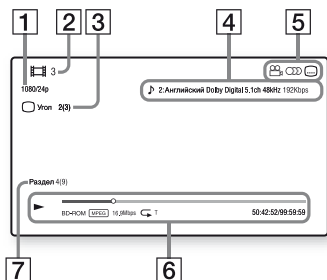 1 2 3 4 5
3
1080/24p
2:Английский Dolby Digital 5.1ch 48kHz 192Kbps
Угол 2(3)
Раздел 4(9)
BD-ROM MPEG 16,9Mbps T 50:42:52/99:59:59
7 6